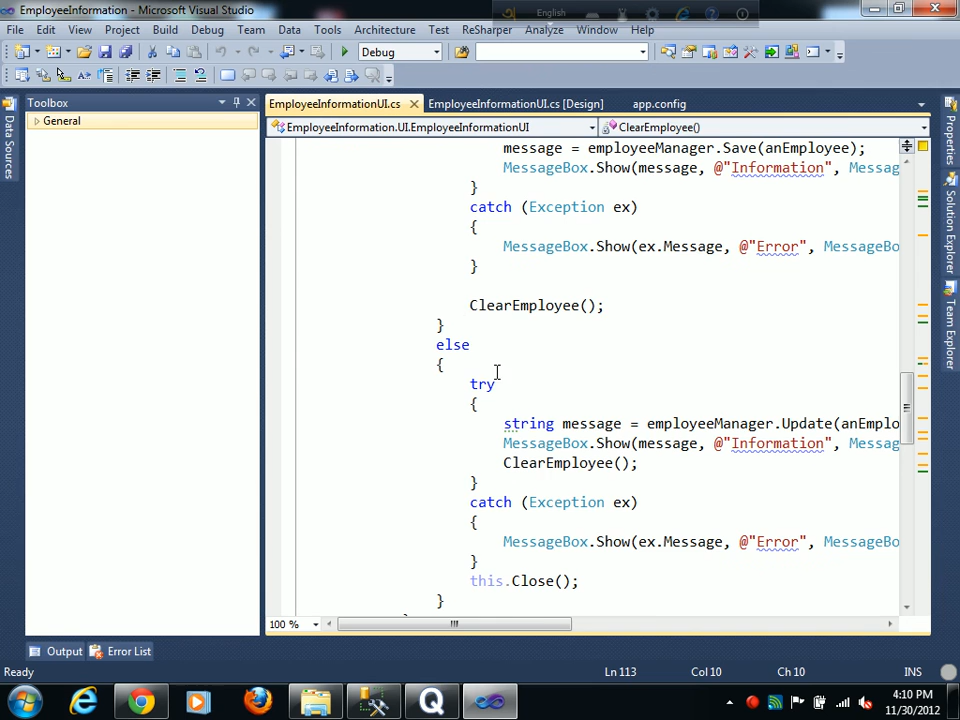 EmployeeInformation - Microsoft Visual Studio
English
File Edit View Project Build Debug Team Data Tools Architecture Test ReSharper Analyze Window Help
Debug
Toolbox
General
Data Sources
EmployeeInformationUI.cs
EmployeeInformationUI.cs [Design]
app.config
EmployeeInformation.UI.EmployeeInformationUI
ClearEmployee()
message = employeeManager.Save(anEmployee);
MessageBox.Show(message, @"Information", Messag
}
catch (Exception ex)
{
MessageBox.Show(ex.Message, @"Error", MessageBo
}
ClearEmployee();
}
else
{
try
{
string message = employeeManager.Update(anEmplo
MessageBox.Show(message, @"Information", Messag
ClearEmployee();
}
catch (Exception ex)
{
MessageBox.Show(ex.Message, @"Error", MessageBo
}
this.Close();
}
100 %
Properties
Solution Explorer
Team Explorer
Output
Error List
Ready
Ln 113
Col 10
Ch 10
INS
4:10 PM
11/30/2012